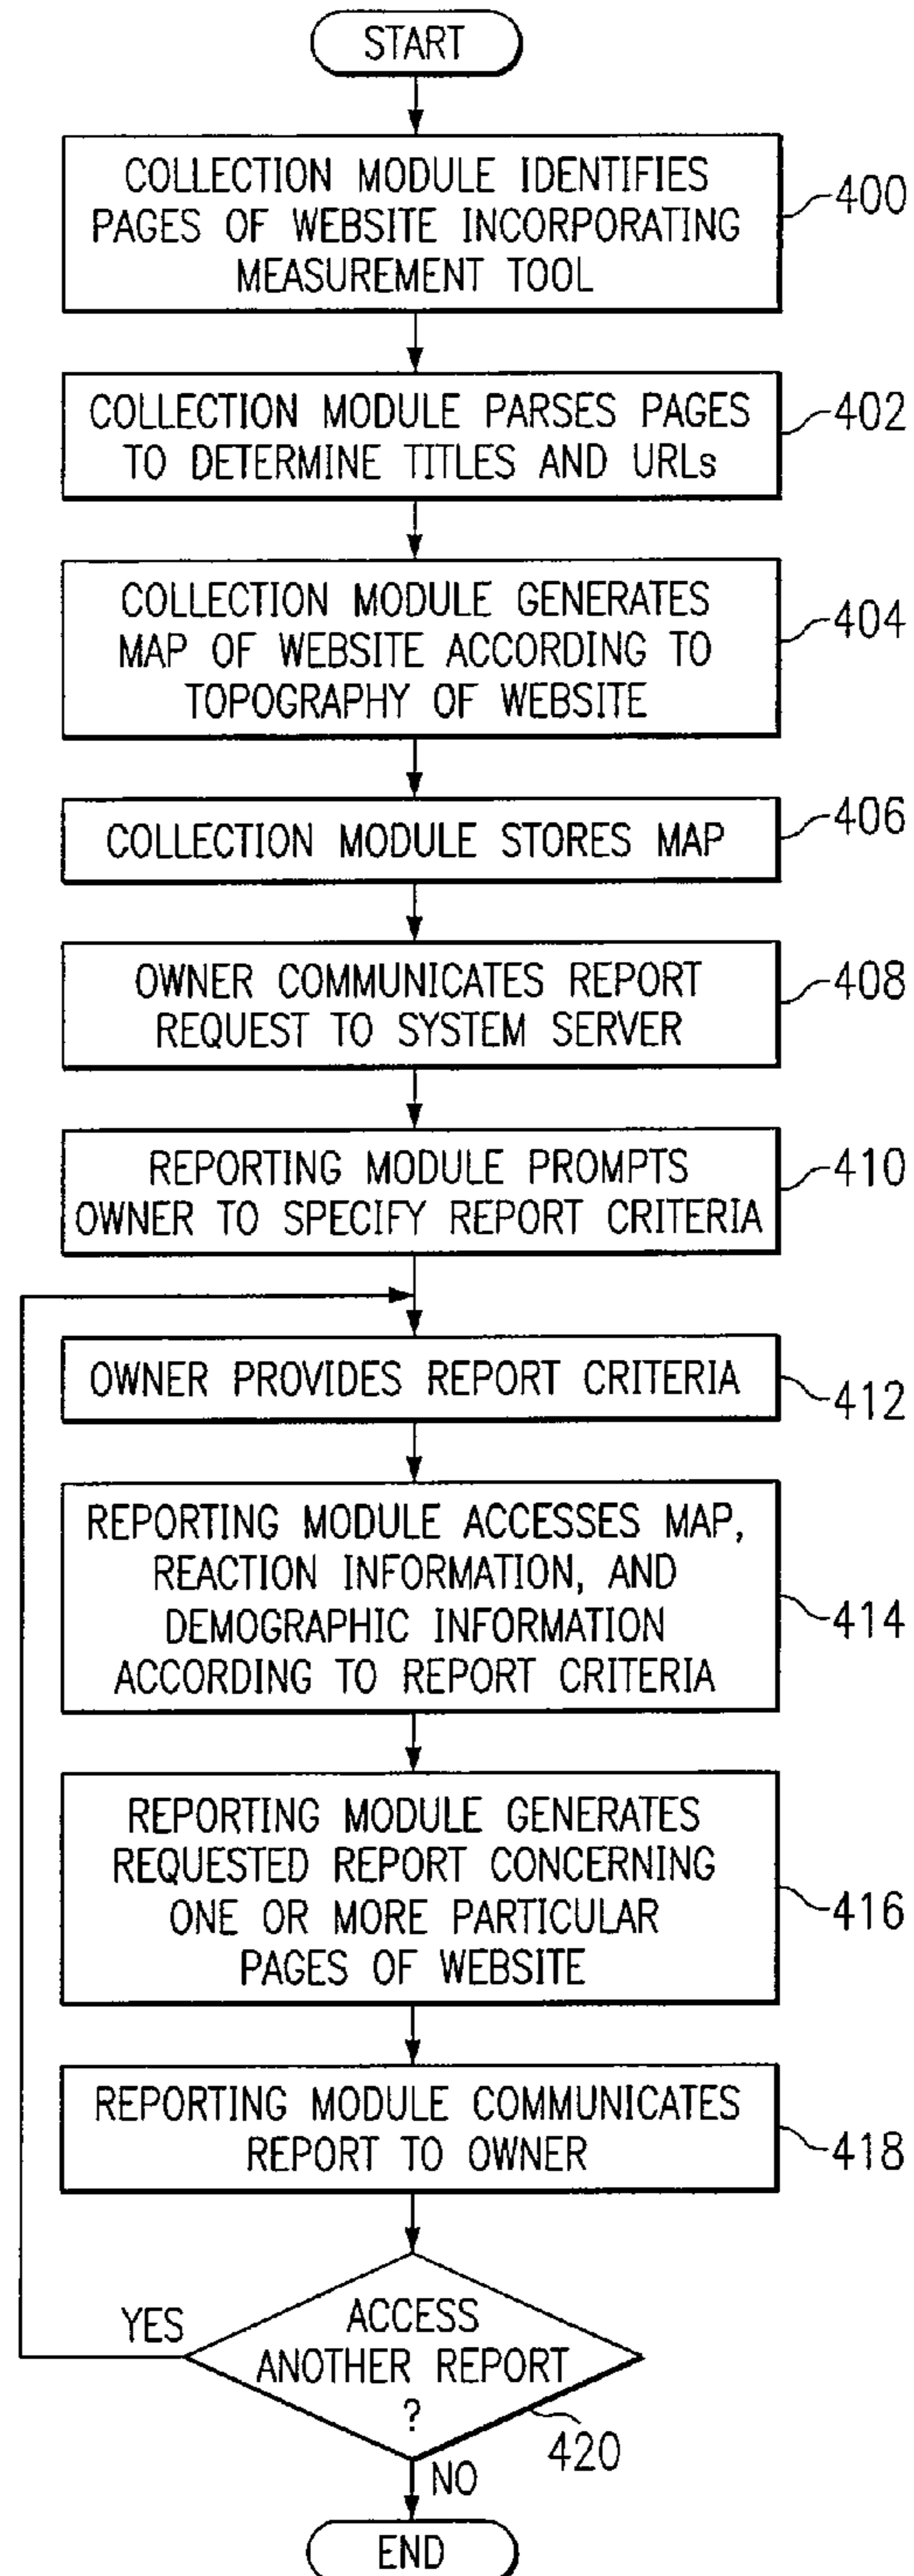 START
COLLECTION MODULE IDENTIFIES
PAGES OF WEBSITE INCORPORATING
MEASUREMENT TOOL
400
COLLECTION MODULE PARSES PAGES
TO DETERMINE TITLES AND URLs
402
COLLECTION MODULE GENERATES
MAP OF WEBSITE ACCORDING TO
TOPOGRAPHY OF WEBSITE
404
COLLECTION MODULE STORES MAP
406
OWNER COMMUNICATES REPORT
REQUEST TO SYSTEM SERVER
408
REPORTING MODULE PROMPTS
OWNER TO SPECIFY REPORT CRITERIA
410
OWNER PROVIDES REPORT CRITERIA
412
REPORTING MODULE ACCESSES MAP,
REACTION INFORMATION, AND
DEMOGRAPHIC INFORMATION
ACCORDING TO REPORT CRITERIA
414
REPORTING MODULE GENERATES
REQUESTED REPORT CONCERNING
ONE OR MORE PARTICULAR
PAGES OF WEBSITE
416
REPORTING MODULE COMMUNICATES
REPORT TO OWNER
418
YES
ACCESS
ANOTHER REPORT
?
420
NO
END